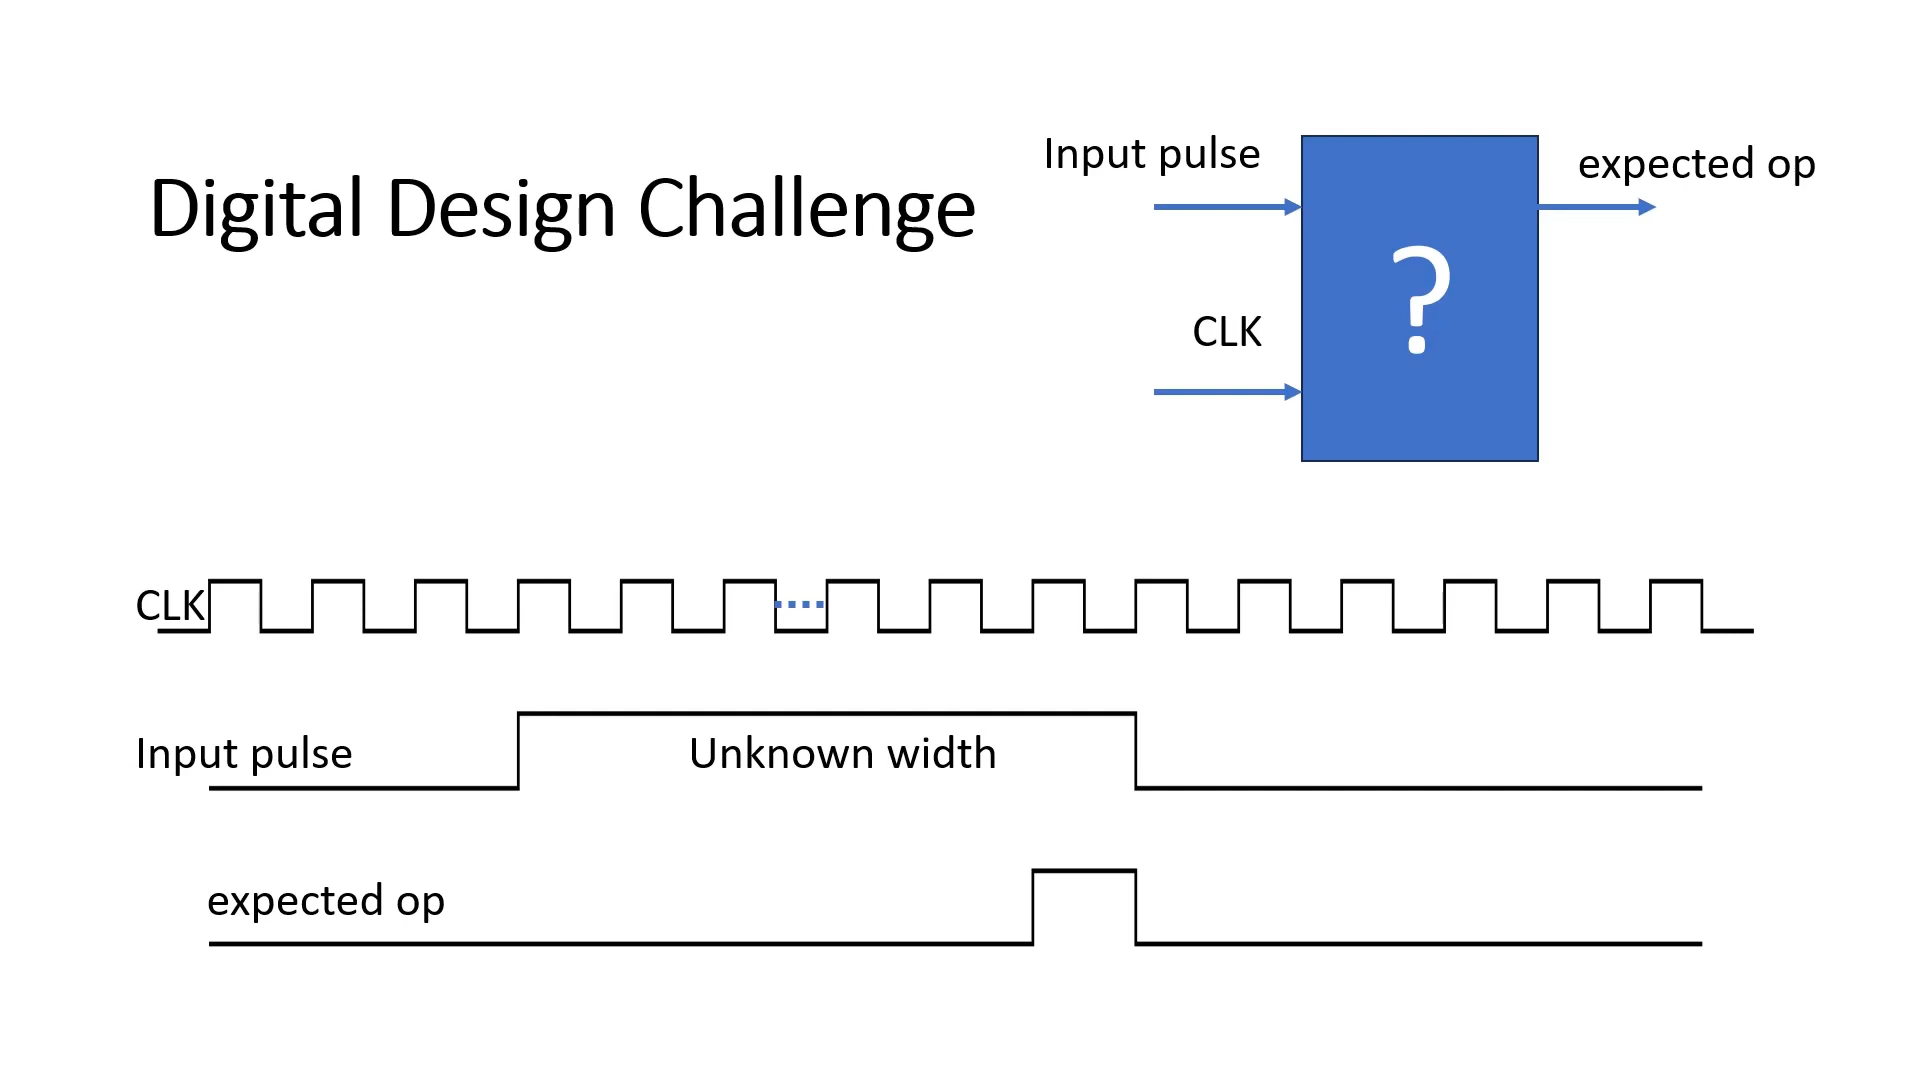 Digital Design Challenge
Input pulse
expected op
?
CLK
CLK
Input pulse
Unknown width
expected op